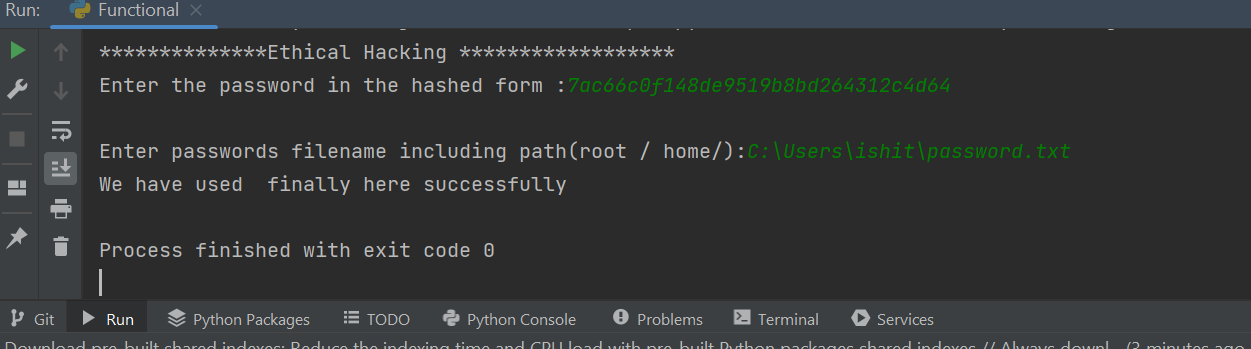 Run: Functional
**************Ethical Hacking ******************
Enter the password in the hashed form :7ac66c0f148de9519b8bd264312c4d64
Enter passwords filename including path(root / home/):C:\Users\ishit\password.txt
We have used  finally here successfully
Process finished with exit code 0
Git Run Python Packages TODO Python Console Problems Terminal Services
Download pre-built shared indexes: Reduce the indexing time and CPU load with pre-built Python packages shared indexes // Always downl... (3 minutes ago